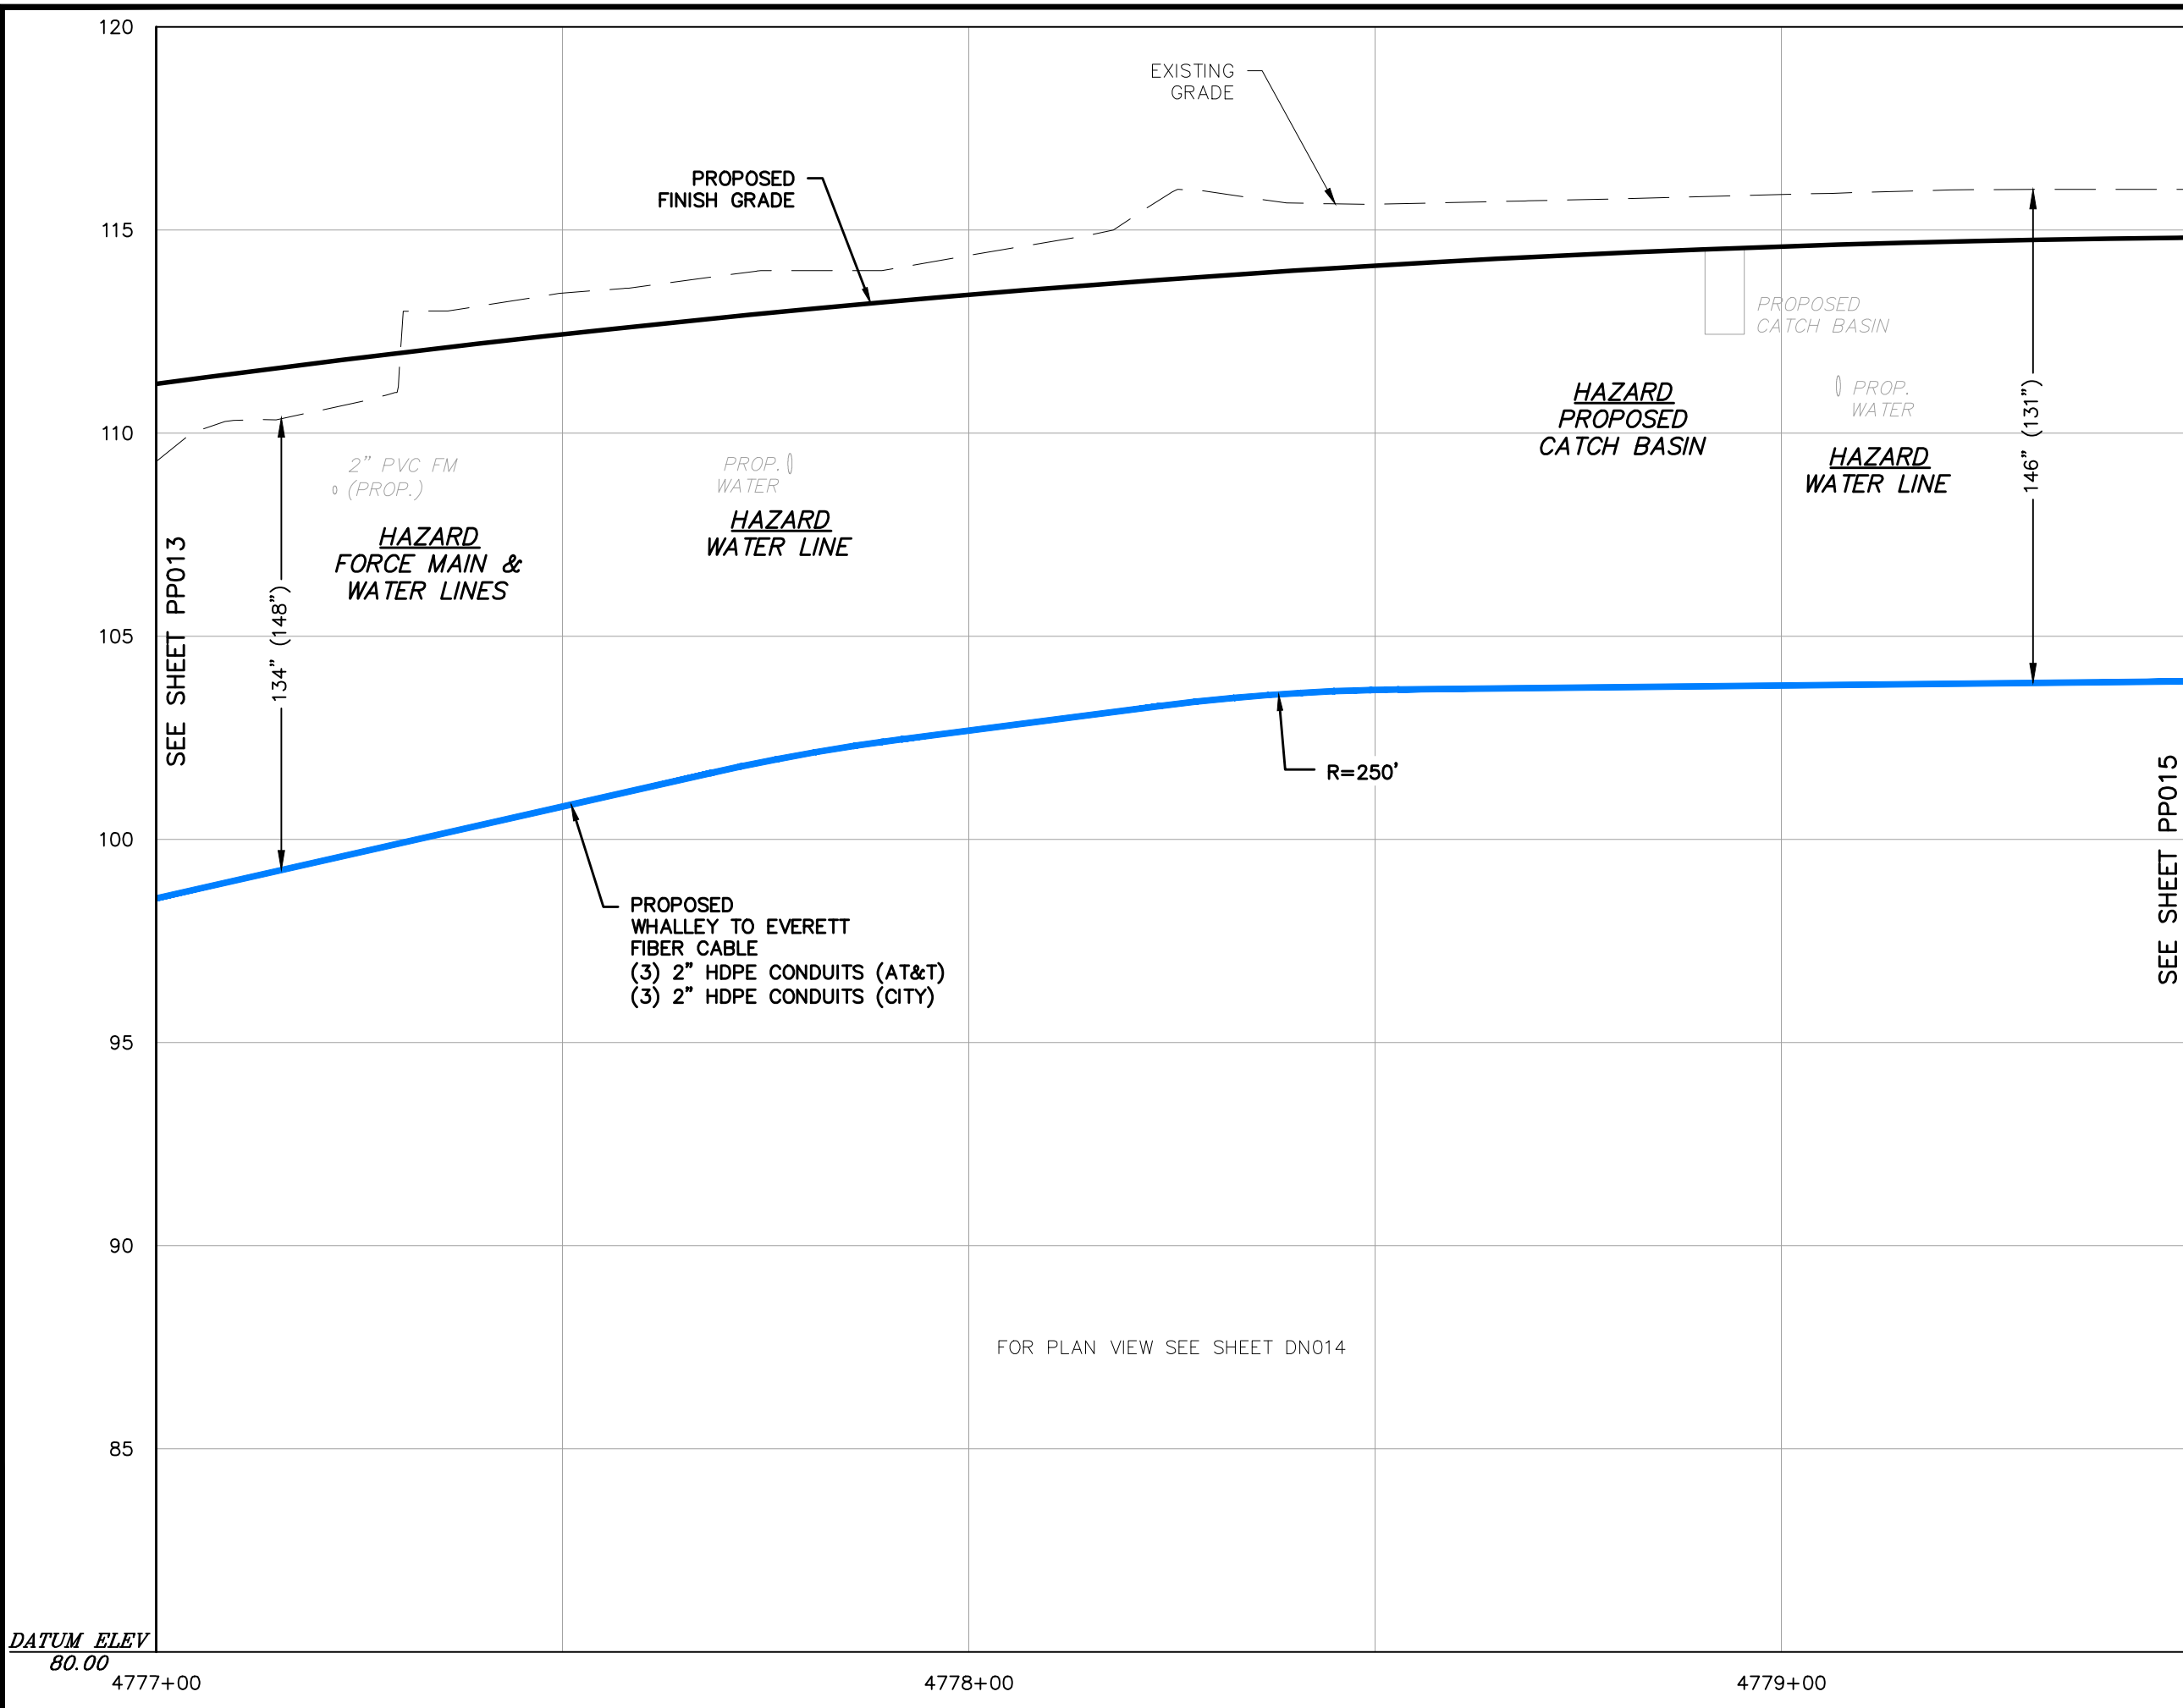 120
EXISTING
GRADE
PROPOSED
FINISH GRADE
115
PROPOSED
CATCH BASIN
HAZARD
PROPOSED
CATCH BASIN
PROP.
WATER
146" (131")
110
HAZARD
WATER LINE
2" PVC FM
(PROP.)
PROP.
WATER
HAZARD
FORCE MAIN &
WATER LINES
HAZARD
WATER LINE
SEE SHEET PP013
134" (148")
105
R=250'
SEE SHEET PP015
100
PROPOSED
WHALLEY TO EVERETT
FIBER CABLE
(3) 2" HDPE CONDUITS (AT&T)
(3) 2" HDPE CONDUITS (CITY)
95
90
FOR PLAN VIEW SEE SHEET DN014
85
DATUM ELEV
80.00
4777+00
4778+00
4779+00